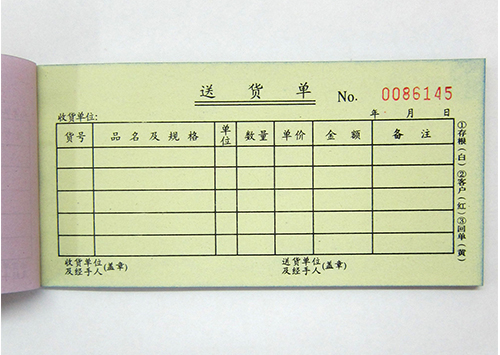 送货单 No. 0086145
收货单位: 年 月 日
货号 品名及规格 单位 数量 单价 金额 备注
收货单位及经手人(盖章) 送货单位及经手人(盖章)
①存根(白)②客户(红)③回单(黄)